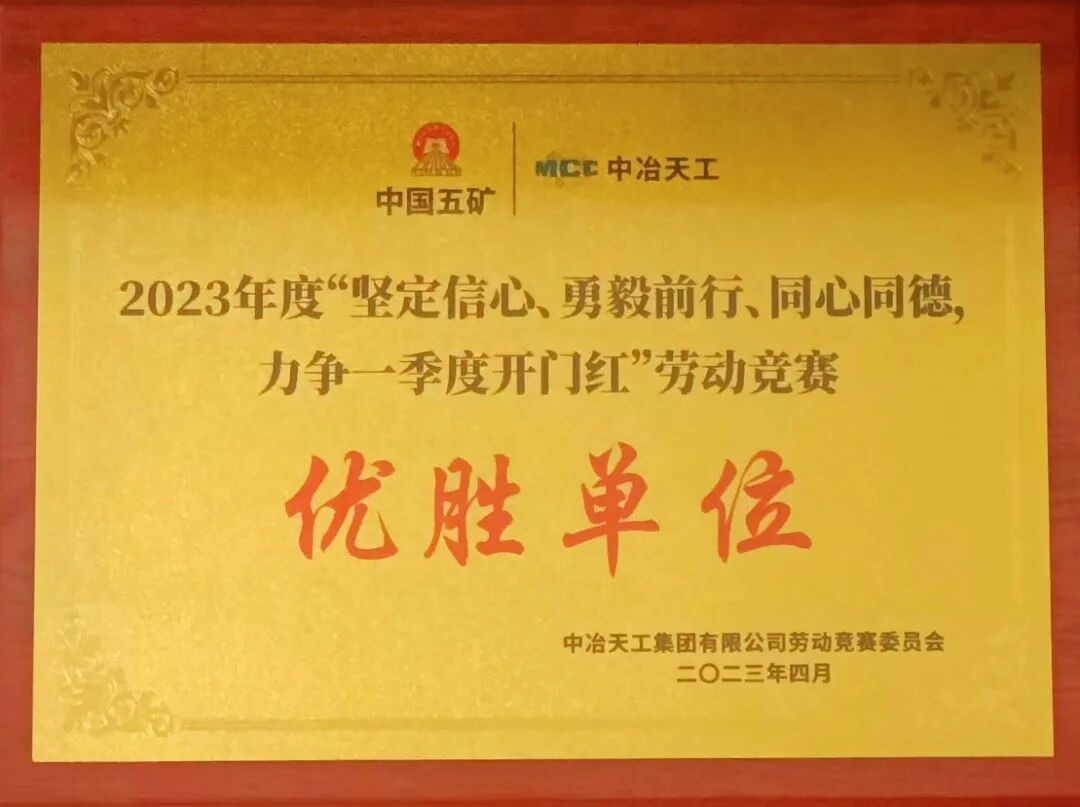 中国五矿
MCC 中冶天工
2023年度“坚定信心、勇毅前行、同心同德，
力争一季度开门红”劳动竞赛
优胜单位
中冶天工集团有限公司劳动竞赛委员会
二〇二三年四月